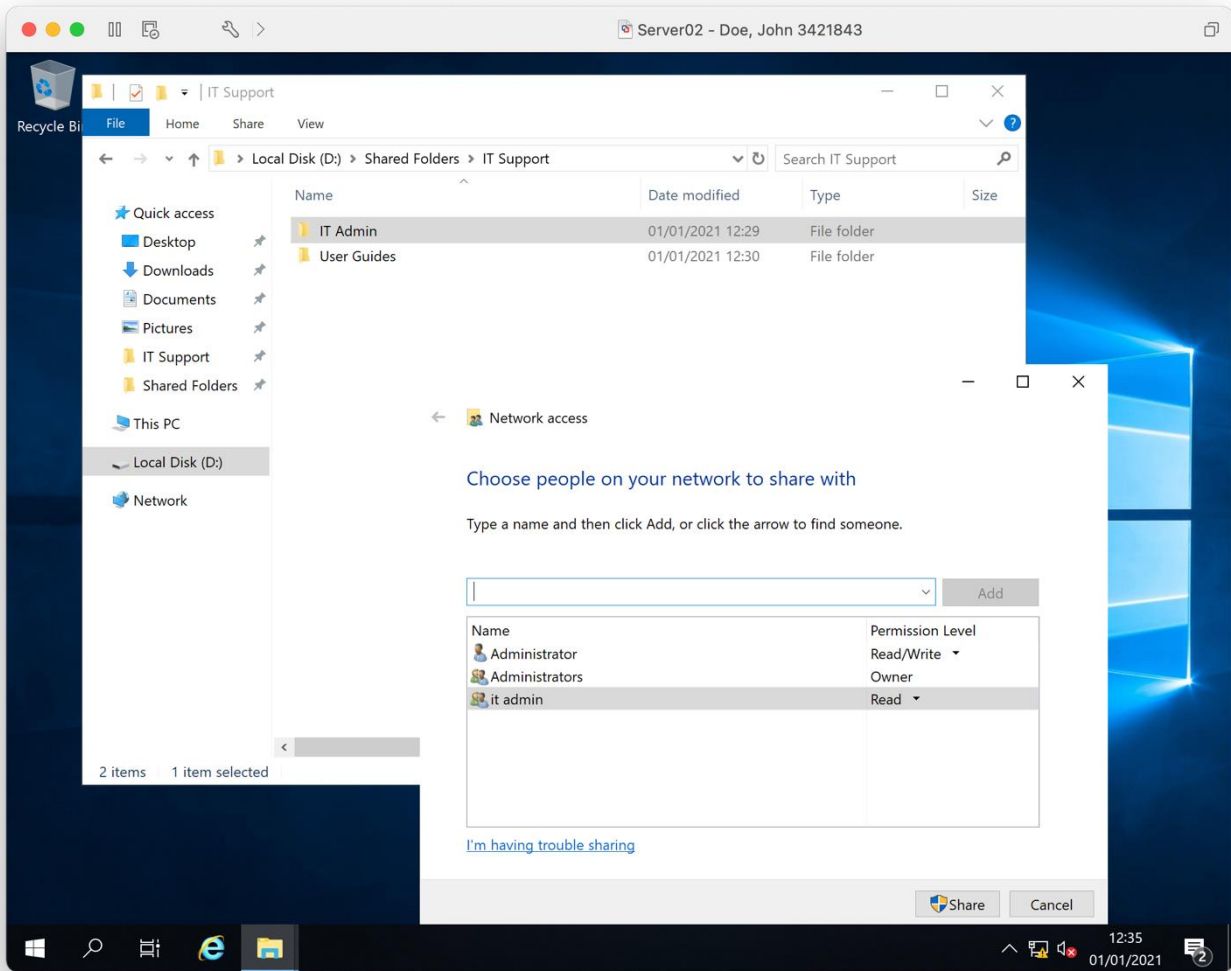 Server02 - Doe, John 3421843
Recycle Bi
IT Support
File Home Share View
Local Disk (D:) > Shared Folders > IT Support
Search IT Support
Name Date modified Type Size
Quick access
Desktop
Downloads
Documents
Pictures
IT Support
Shared Folders
This PC
Local Disk (D:)
Network
IT Admin 01/01/2021 12:29 File folder
User Guides 01/01/2021 12:30 File folder
2 items 1 item selected
Network access
Choose people on your network to share with
Type a name and then click Add, or click the arrow to find someone.
Add
Name Permission Level
Administrator Read/Write
Administrators Owner
it admin Read
I'm having trouble sharing
Share Cancel
12:35
01/01/2021
2